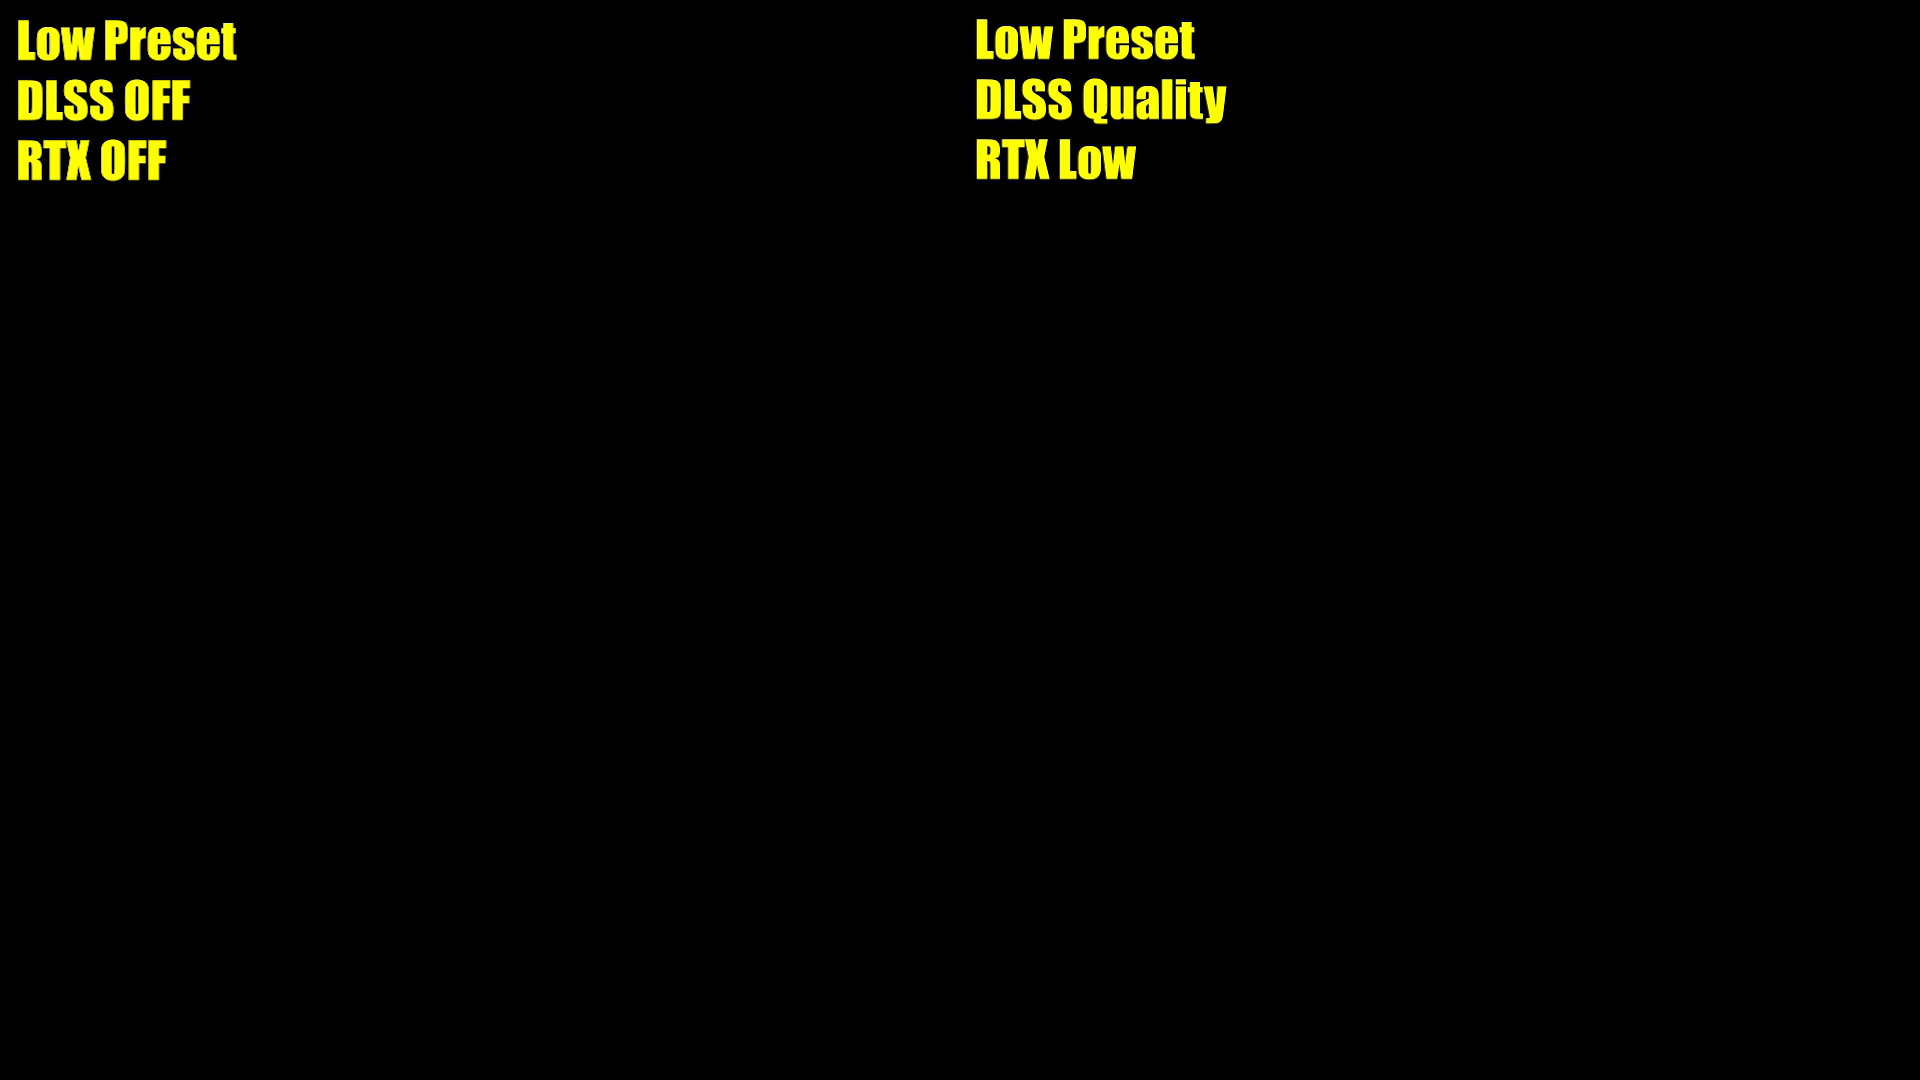 Low Preset
DLSS OFF
RTX OFF
Low Preset
DLSS Quality
RTX Low